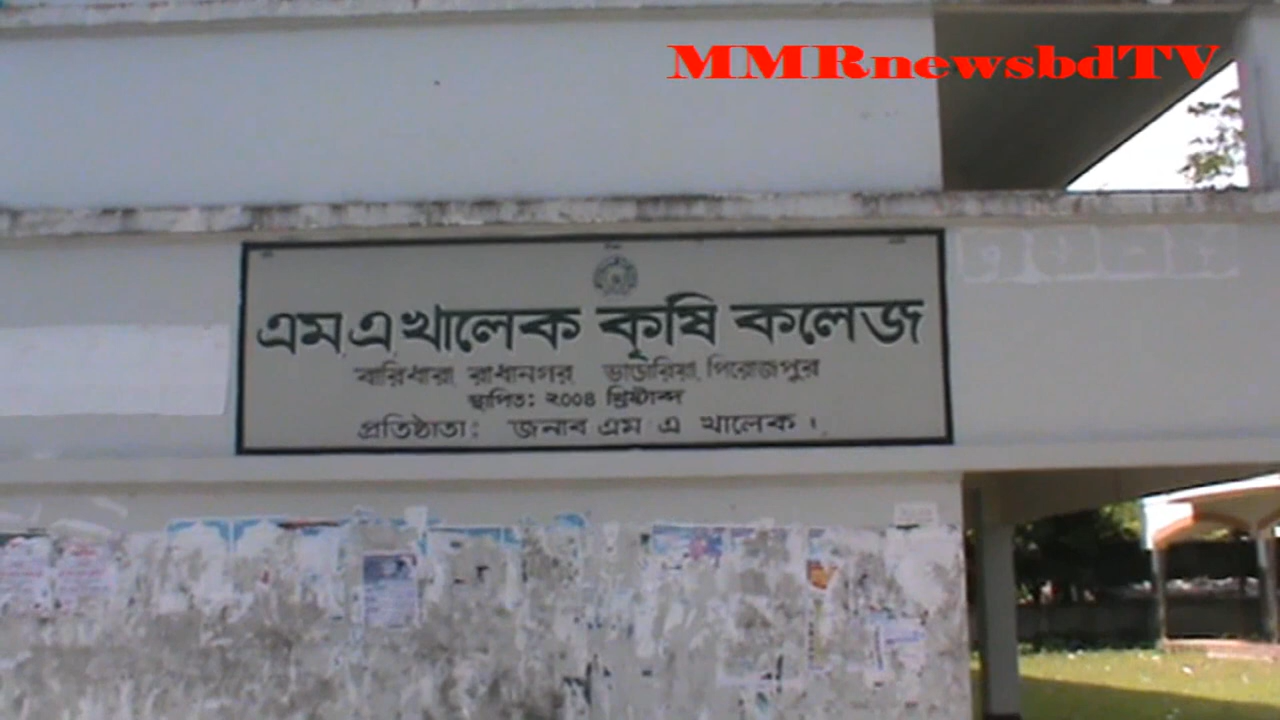 MMRnewsbdTV
এম এ খালেক কৃষি কলেজ
বারিধারা, রাধানগর, ভান্ডারিয়া, পিরোজপুর
স্থাপিত: ২০০৪ খ্রিষ্টাব্দ
প্রতিষ্ঠাতা: জনাব এম এ খালেক।